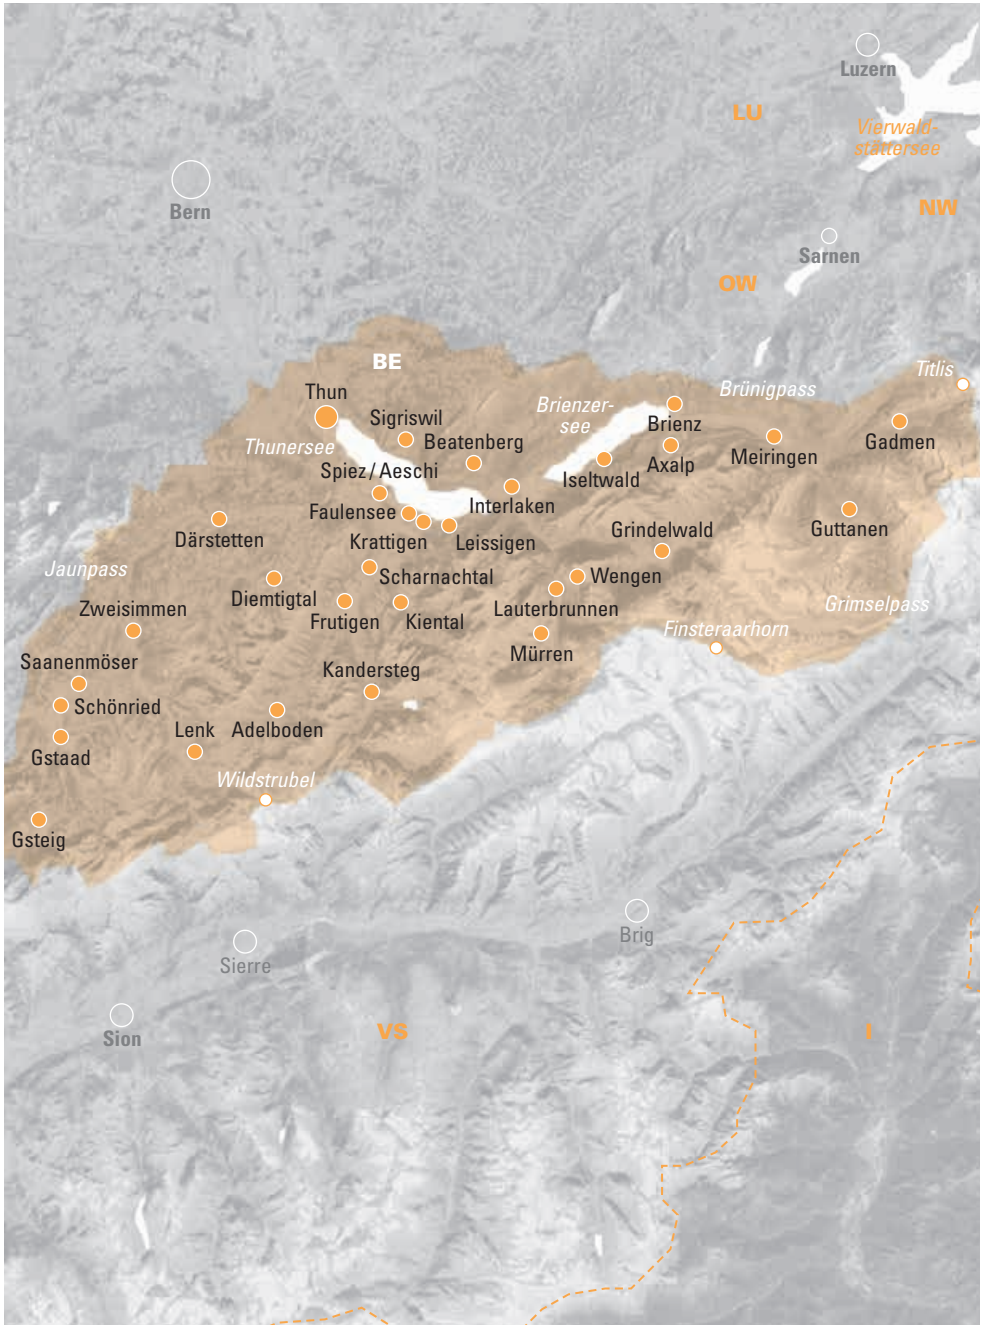 Luzern
LU
Vierwald-
stättersee
Bern
NW
Sarnen
OW
BE
Titlis
Thun
Brünigpass
Brienzer-
see
Sigriswil
Brienz
Thunersee
Beatenberg
Gadmen
Meiringen
Axalp
Spiez / Aeschi
Iseltwald
Interlaken
Faulensee
Guttanen
Grindelwald
Därstetten
Krattigen
Leissigen
Jaunpass
Scharnachtal
Wengen
Diemtigtal
Zweisimmen
Lauterbrunnen
Grimselpass
Frutigen
Kiental
Finsteraarhorn
Mürren
Saanenmöser
Kandersteg
Schönried
Lenk
Adelboden
Gstaad
Wildstrubel
Gsteig
Brig
Sierre
Sion
VS
I